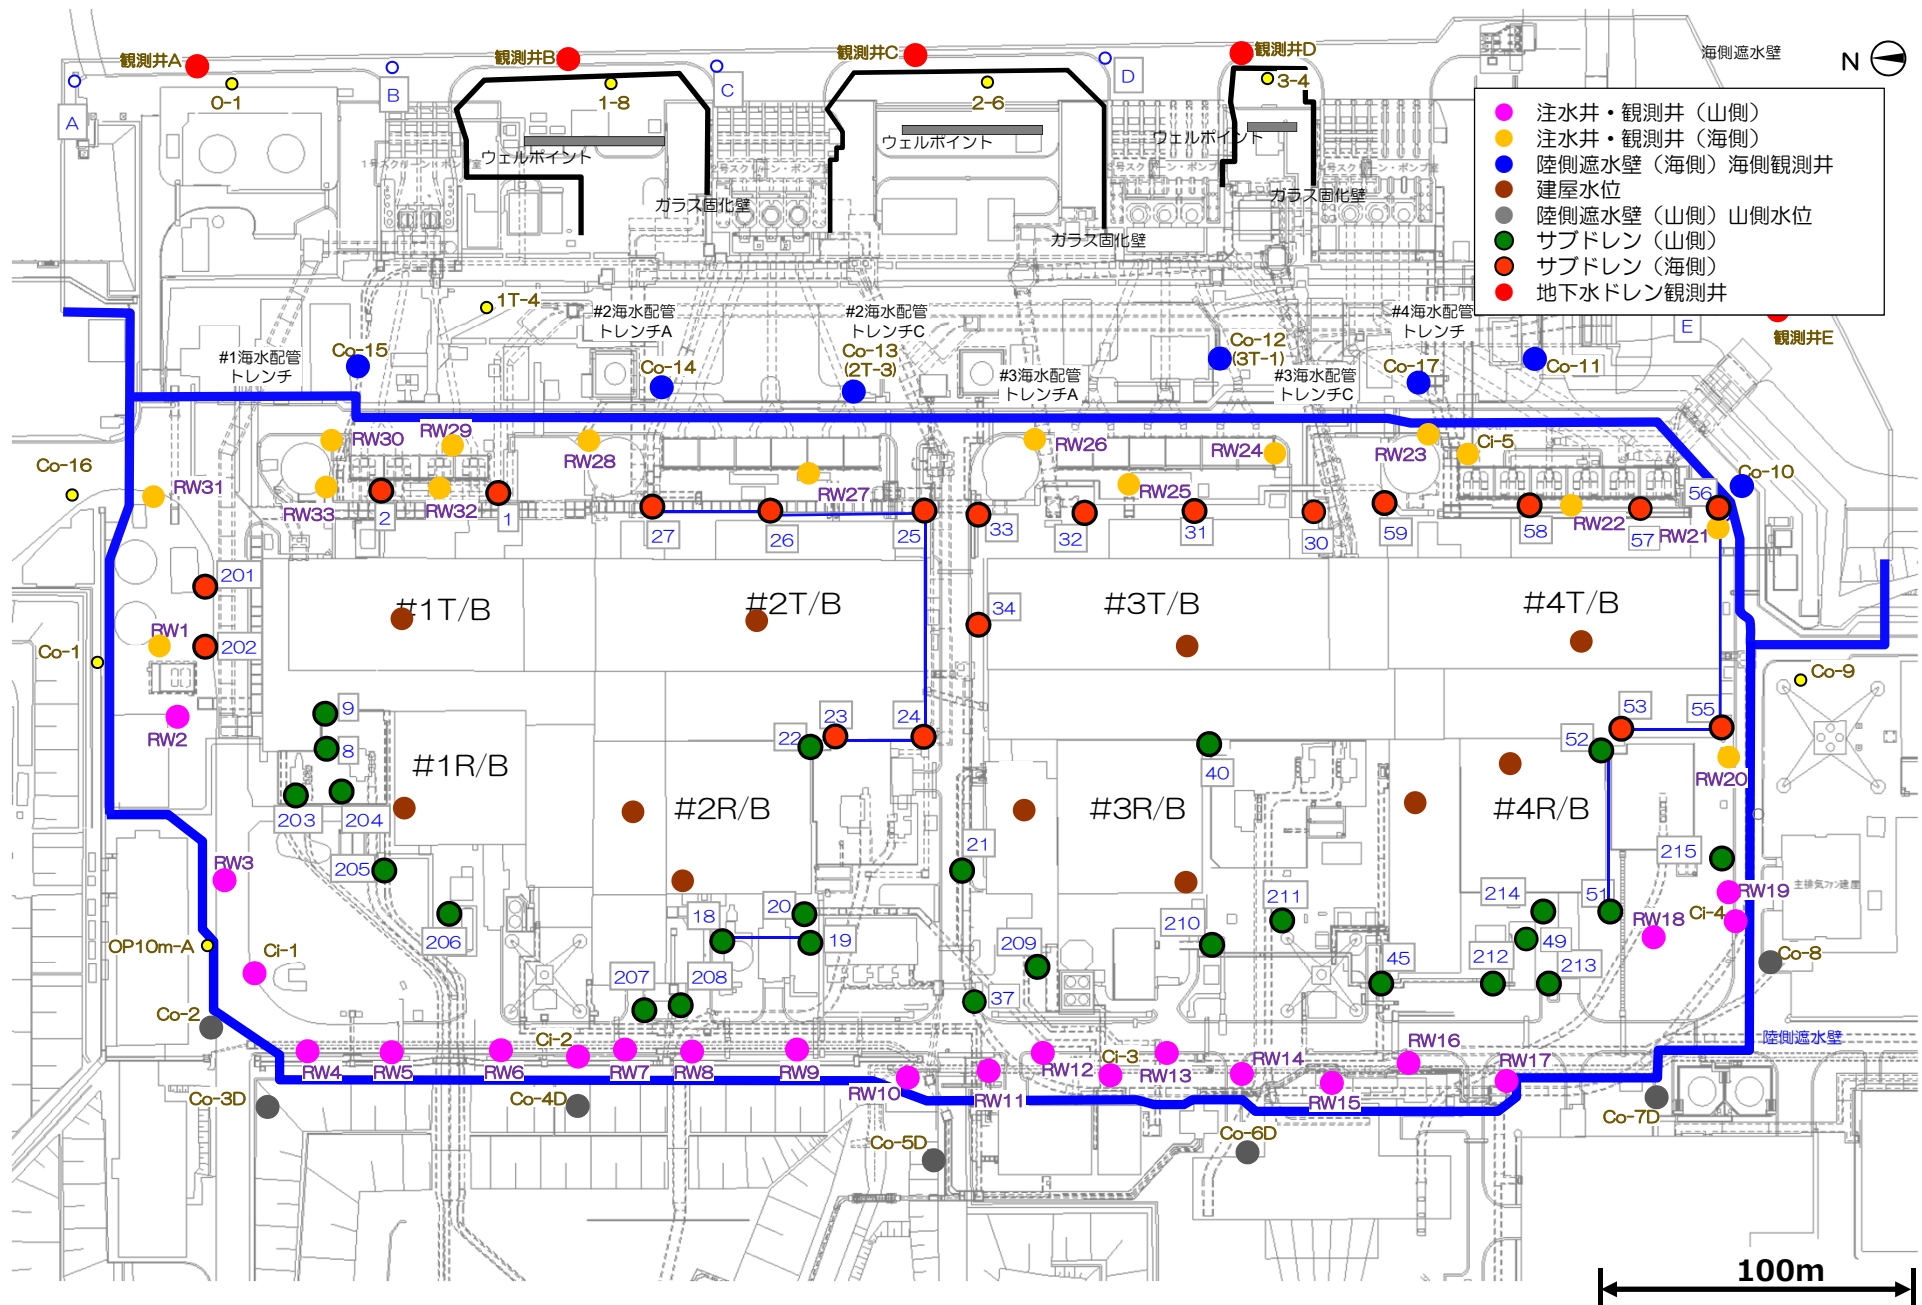 観測井A
観測井B
観測井C
観測井D
海側遮水壁
N
0-1
1-8
2-6
3-4
A
B
C
D
注水井・観測井（山側）
注水井・観測井（海側）
陸側遮水壁（海側）海側観測井
建屋水位
陸側遮水壁（山側）山側水位
サブドレン（山側）
サブドレン（海側）
地下水ドレン観測井
ウェルポイント
ウェルポイント
ウェルポイント
ガラス固化壁
ガラス固化壁
ガラス固化壁
1T-4
#2海水配管
トレンチA
#2海水配管
トレンチC
#4海水配管
トレンチ
E
観測井E
#1海水配管
トレンチ
Co-15
Co-14
Co-13
(2T-3)
#3海水配管
トレンチA
Co-12
(3T-1)
#3海水配管
トレンチC
Co-17
Co-11
RW30
RW29
RW28
RW26
RW24
RW23
Ci-5
Co-16
RW31
RW33
2
RW32
1
27
26
RW27
25
33
32
RW25
31
30
59
58
RW22
57
56
RW21
Co-10
201
202
RW1
Co-1
#1T/B
#2T/B
34
#3T/B
#4T/B
Co-9
RW2
9
8
#1R/B
22
23
24
40
52
53
55
RW20
203
204
#2R/B
#3R/B
#4R/B
RW3
205
21
215
主排気ファン建屋
206
18
20
19
210
211
214
51
49
RW18
RW19
Ci-4
OP10m-A
Ci-1
207
208
209
37
45
212
213
Co-8
Co-2
陸側遮水壁
RW4
RW5
RW6
Ci-2
RW7
RW8
RW9
RW10
RW11
RW12
Ci-3
RW13
RW14
RW15
RW16
RW17
Co-3D
Co-4D
Co-5D
Co-6D
Co-7D
100m